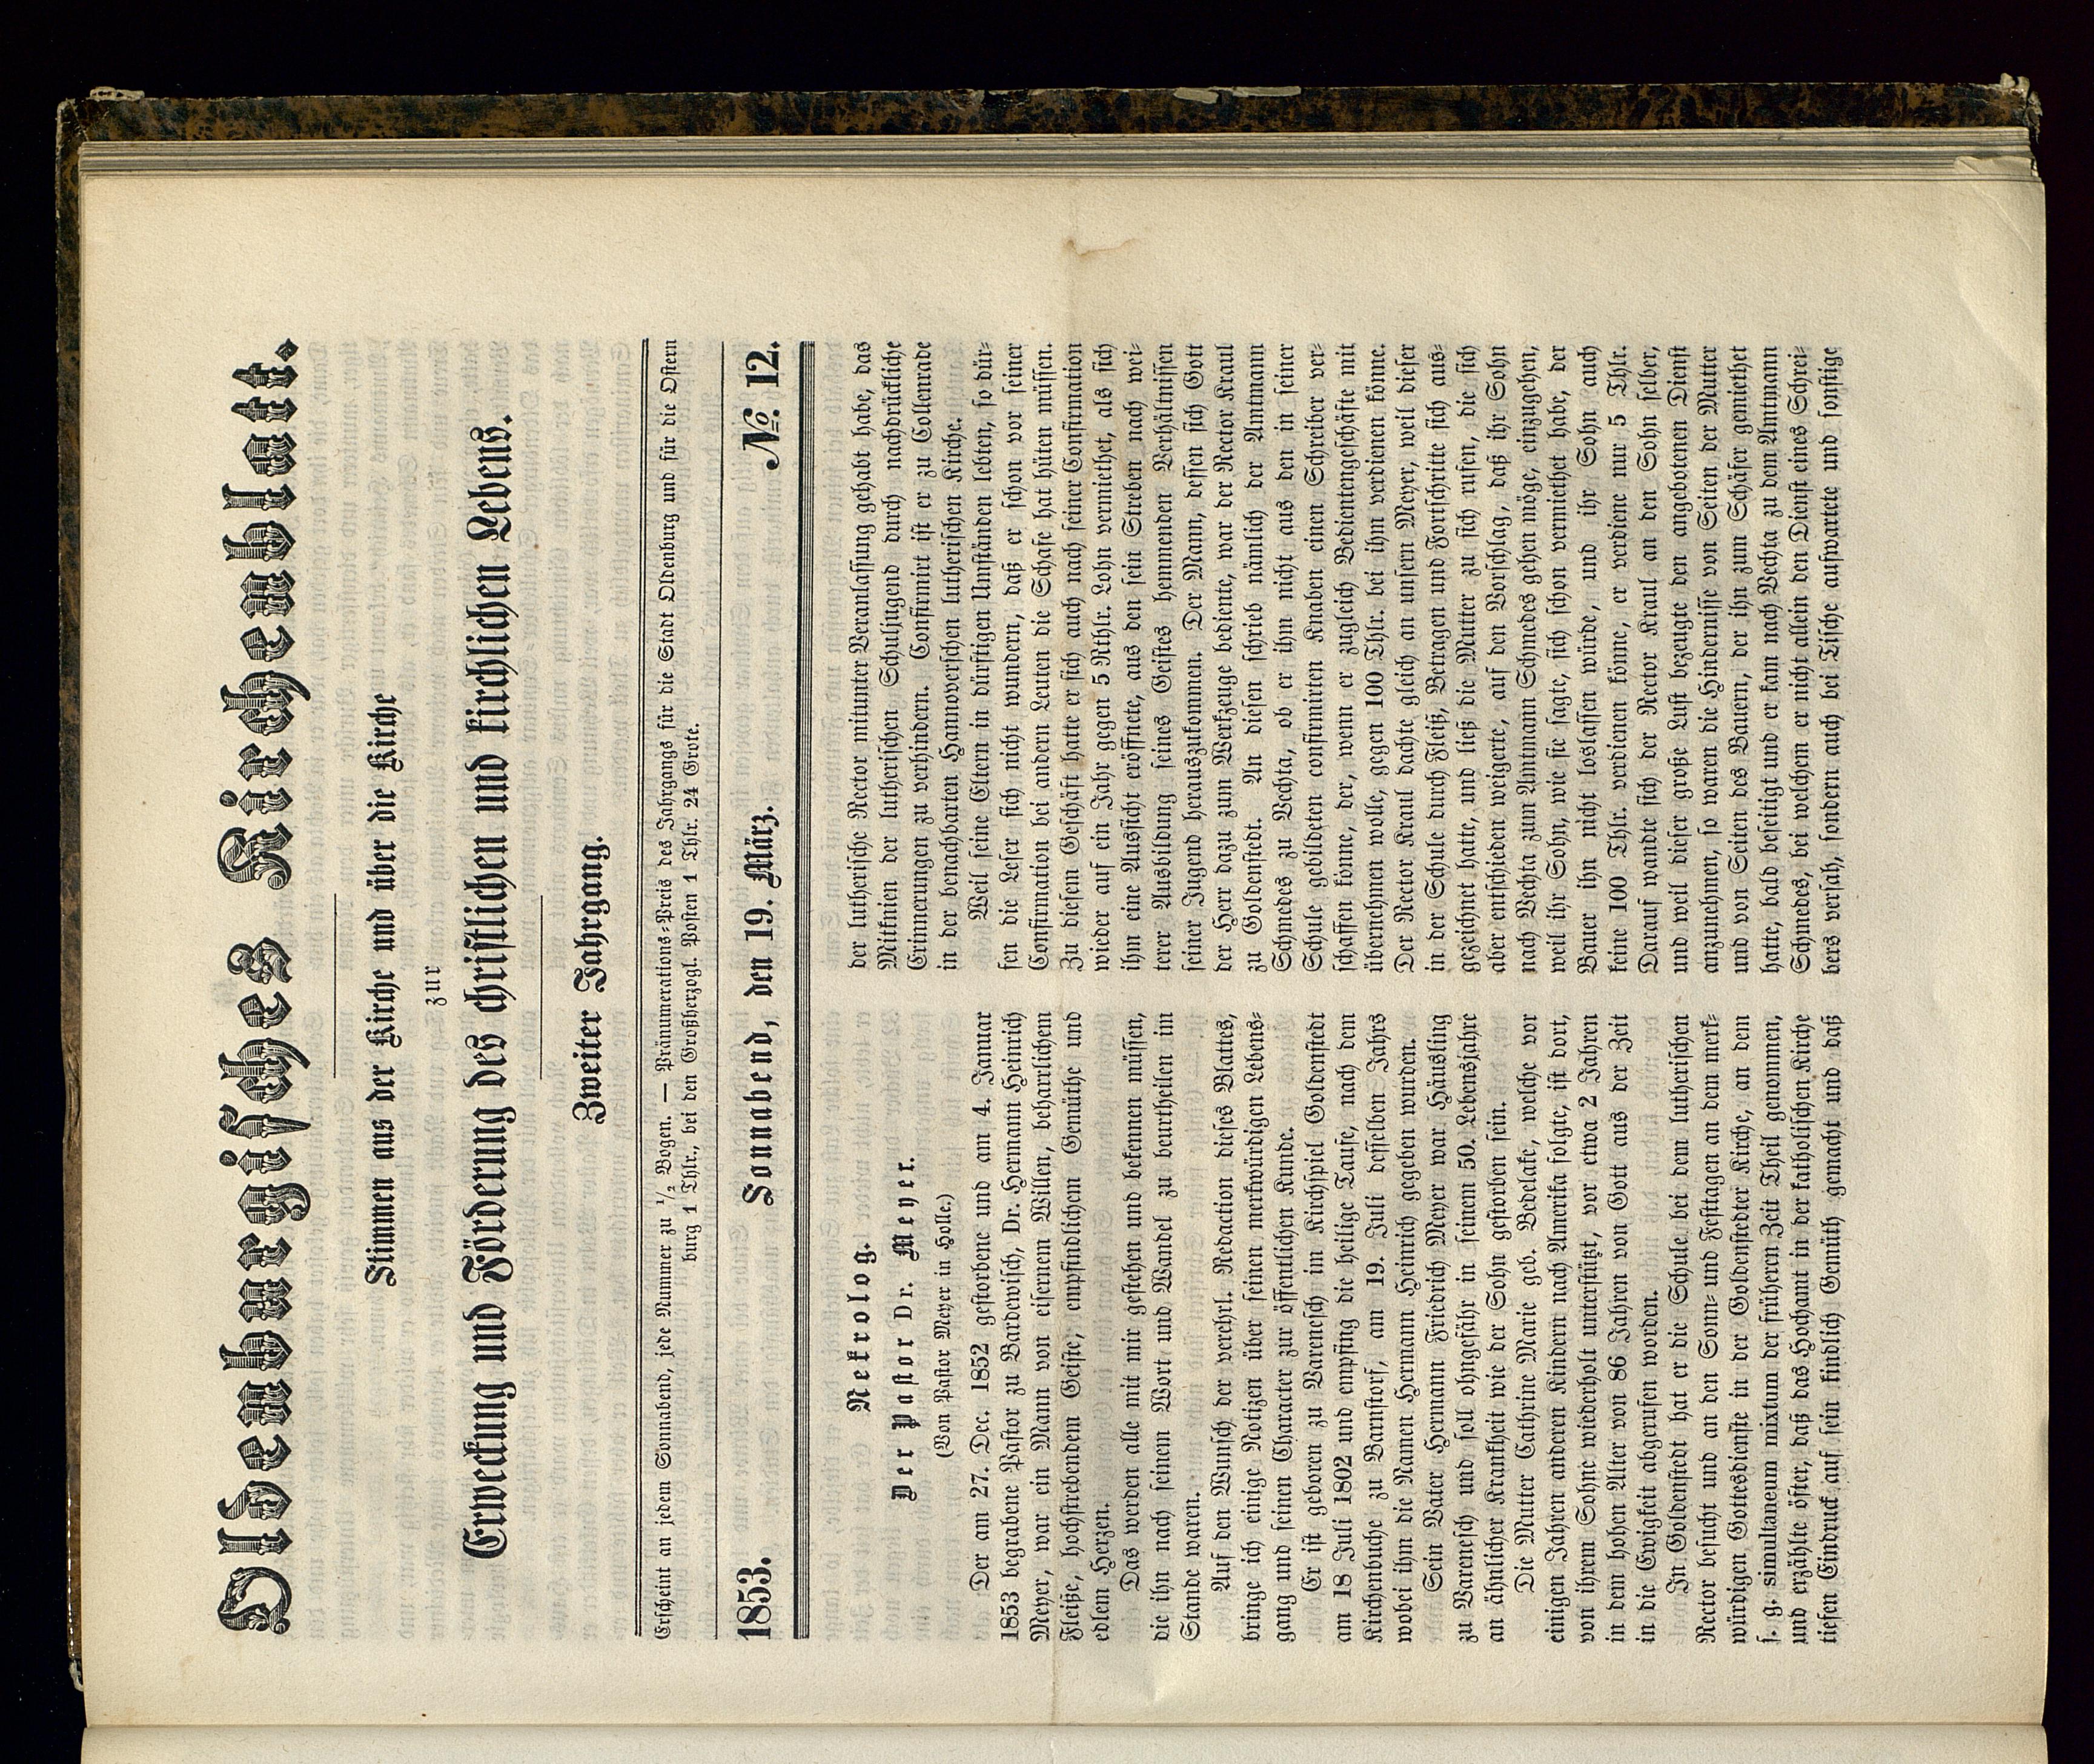 Oldenburgisches Kirchenblatt.
Stimmen aus der Kirche und über die Kirche
zur
Erweckung und Förderung des christlichen und kirchlichen Lebens.
Zweiter Jahrgang.
Erscheint an jedem Sonnabend, jede Nummer zu 1/2 Bogen. — Pränumerations-Preis des Jahrgangs für die Stadt Oldenburg und für die Ostern
burg 1 Thlr., bei den Großherzogl. Posten 1 Thlr. 24 Grote.
1853. Sonnabend, den 19. März. No. 12.
Nekrolog.
Der Pastor Dr. Meyer.
(Von Pastor Meyer in Holle.)
Der am 27. Dec. 1852 gestorbene und am 4. Januar
1853 begrabene Pastor zu Bardewisch, Dr. Hermann Heinrich
Meyer, war ein Mann von eisernem Willen, beharrlichem
Fleiße, hochstrebendem Geiste, empfindlichem Gemüthe und
edlem Herzen.
Das werden alle mit mir gestehen und bekennen müssen,
die ihn nach seinem Wort und Wandel zu beurtheilen im
Stande waren.
Auf den Wunsch der verehrl. Redaction dieses Blattes,
bringe ich einige Notizen über seinen merkwürdigen Lebens-
gang und seinen Character zur öffentlichen Kunde.
Er ist geboren zu Varenesch im Kirchspiel Goldenstedt
am 18 Juli 1802 und empfing die heilige Taufe, nach dem
Kirchenbuche zu Barnstorf, am 19. Juli desselben Jahrs
wobei ihm die Namen Hermann Heinrich gegeben wurden.
Sein Vater Hermann Friedrich Meyer war Häusling
zu Varenesch und soll ohngefähr in seinem 50. Lebensjahre
an ähnlicher Krankheit wie der Sohn gestorben sein.
Die Mutter Cathrine Marie geb. Bedelake, welche vor
einigen Jahren anderen Kindern nach Amerika folgte, ist dort,
von ihrem Sohne wiederholt unterstützt, vor etwa 2 Jahren
in dem hohen Alter von 86 Jahren von Gott aus der Zeit
in die Ewigkeit abgerufen worden.
In Goldenstedt hat er die Schule bei dem lutherischen
Rector besucht und an den Sonn- und Festtagen an dem merk-
würdigen Gottesdienste in der Goldenstedter Kirche, an dem
s. g. simultaneum mixtum der früheren Zeit Theil genommen,
und erzählte öfter, daß das Hochamt in der katholischen Kirche
tiefen Eindruck auf sein kindlich Gemüth gemacht und daß
der lutherische Rector mitunter Veranlassung gehabt habe, das
Mitknien der lutherischen Schuljugend durch nachdrückliche
Erinnerungen zu verhindern. Confirmirt ist er zu Collenrade
in der benachbarten Hannoverschen lutherischen Kirche.
Weil seine Eltern in dürftigen Umständen lebten, so dür-
fen die Leser sich nicht wundern, daß er schon vor seiner
Confirmation bei andern Leuten die Schafe hat hüten müssen.
Zu diesem Geschäft hatte er sich auch nach seiner Confirmation
wieder auf ein Jahr gegen 5 Rthlr. Lohn vermiethet, als sich
ihm eine Aussicht eröffnete, aus den sein Streben nach wei-
terer Ausbildung seines Geistes hemmenden Verhältnissen
seiner Jugend herauszukommen. Der Mann, dessen sich Gott
der Herr dazu zum Werkzeuge bediente, war der Rector Kraul
zu Goldenstedt. An diesen schrieb nämlich der Amtmann
Schmedes zu Vechta, ob er ihm nicht aus den in seiner
Schule gebildeten confirmirten Knaben einen Schreiber ver-
schaffen könne, der, wenn er zugleich Bedientengeschäfte mit
übernehmen wolle, gegen 100 Thlr. bei ihm verdienen könne.
Der Rector Kraul dachte gleich an unsern Meyer, weil dieser
in der Schule durch Fleiß, Betragen und Fortschritte sich aus-
gezeichnet hatte, und ließ die Mutter zu sich rufen, die sich
aber entschieden weigerte, auf den Vorschlag, daß ihr Sohn
nach Vechta zum Amtmann Schmedes gehen möge, einzugehen,
weil ihr Sohn, wie sie sagte, sich schon vermiethet habe, der
Bauer ihn nicht loslassen würde, und ihr Sohn auch
keine 100 Thlr. verdienen könne, er verdiene nur 5 Thlr.
Darauf wandte sich der Rector Kraul an den Sohn selber,
und weil dieser große Lust bezeugte den angebotenen Dienst
anzunehmen, so waren die Hindernisse von Seiten der Mutter
und von Seiten des Bauern, der ihn zum Schäfer gemiethet
hatte, bald beseitigt und er kam nach Vechta zu dem Amtmann
Schmedes, bei welchem er nicht allein den Dienst eines Schrei-
bers versah, sondern auch bei Tische aufwartete und sonstige